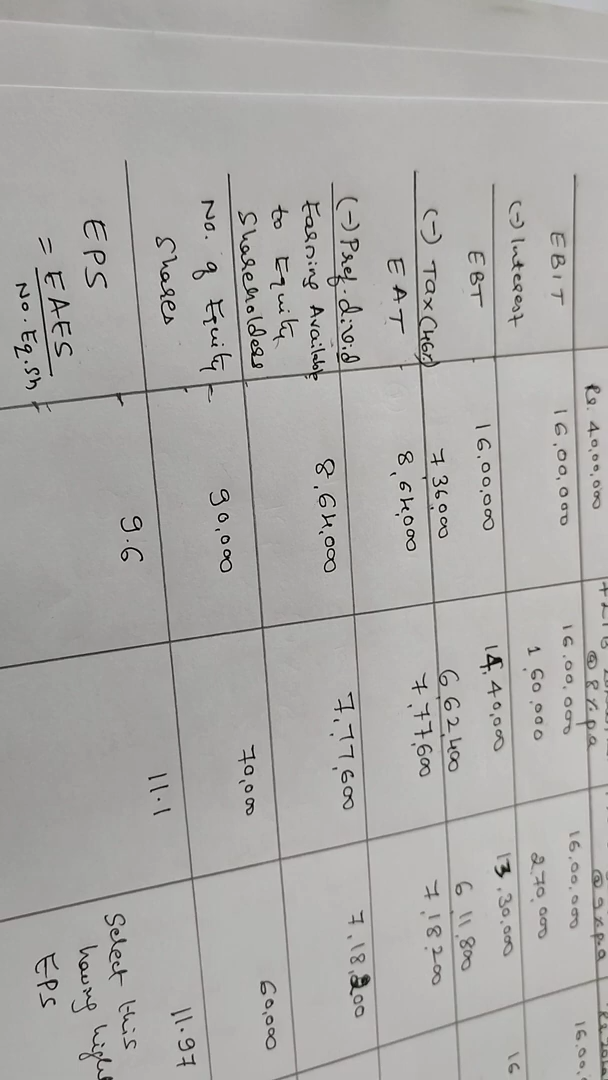 Rs. 40,00,000
@ 8 % pa
@ 9 % pa
EBIT 16,00,000 16,00,000 16,00,000 16,00,
(-) Interest 1,60,000 2,70,000
EBT 16,00,000 14,40,000 13,30,000 16
(-) Tax (46%) 7,36,000 6,62,400 6,11,800
EAT 8,64,000 7,77,600 7,18,200
(-) Pref. divid
Earning Available
to Equity
Shareholders 8,64,000 7,77,600 7,18,200
No. of Equity
Shares 90,000 70,000 60,000
EPS 9.6 11.1 11.97
= EAES
No. Eq. Sh
Select this
having high
EPS